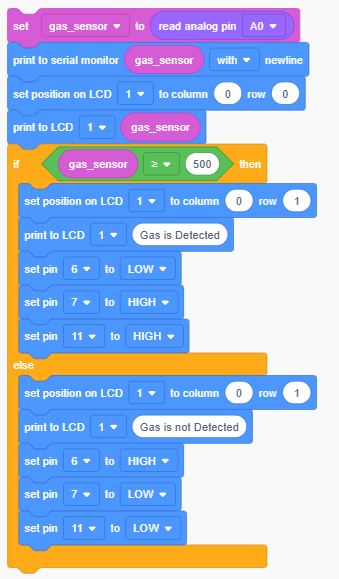 set gas_sensor to read analog pin A0
print to serial monitor gas_sensor with newline
set position on LCD 1 to column 0 row 0
print to LCD 1 gas_sensor
if gas_sensor ≥ 500 then
set position on LCD 1 to column 0 row 1
print to LCD 1 Gas is Detected
set pin 6 to LOW
set pin 7 to HIGH
set pin 11 to HIGH
else
set position on LCD 1 to column 0 row 1
print to LCD 1 Gas is not Detected
set pin 6 to HIGH
set pin 7 to LOW
set pin 11 to LOW